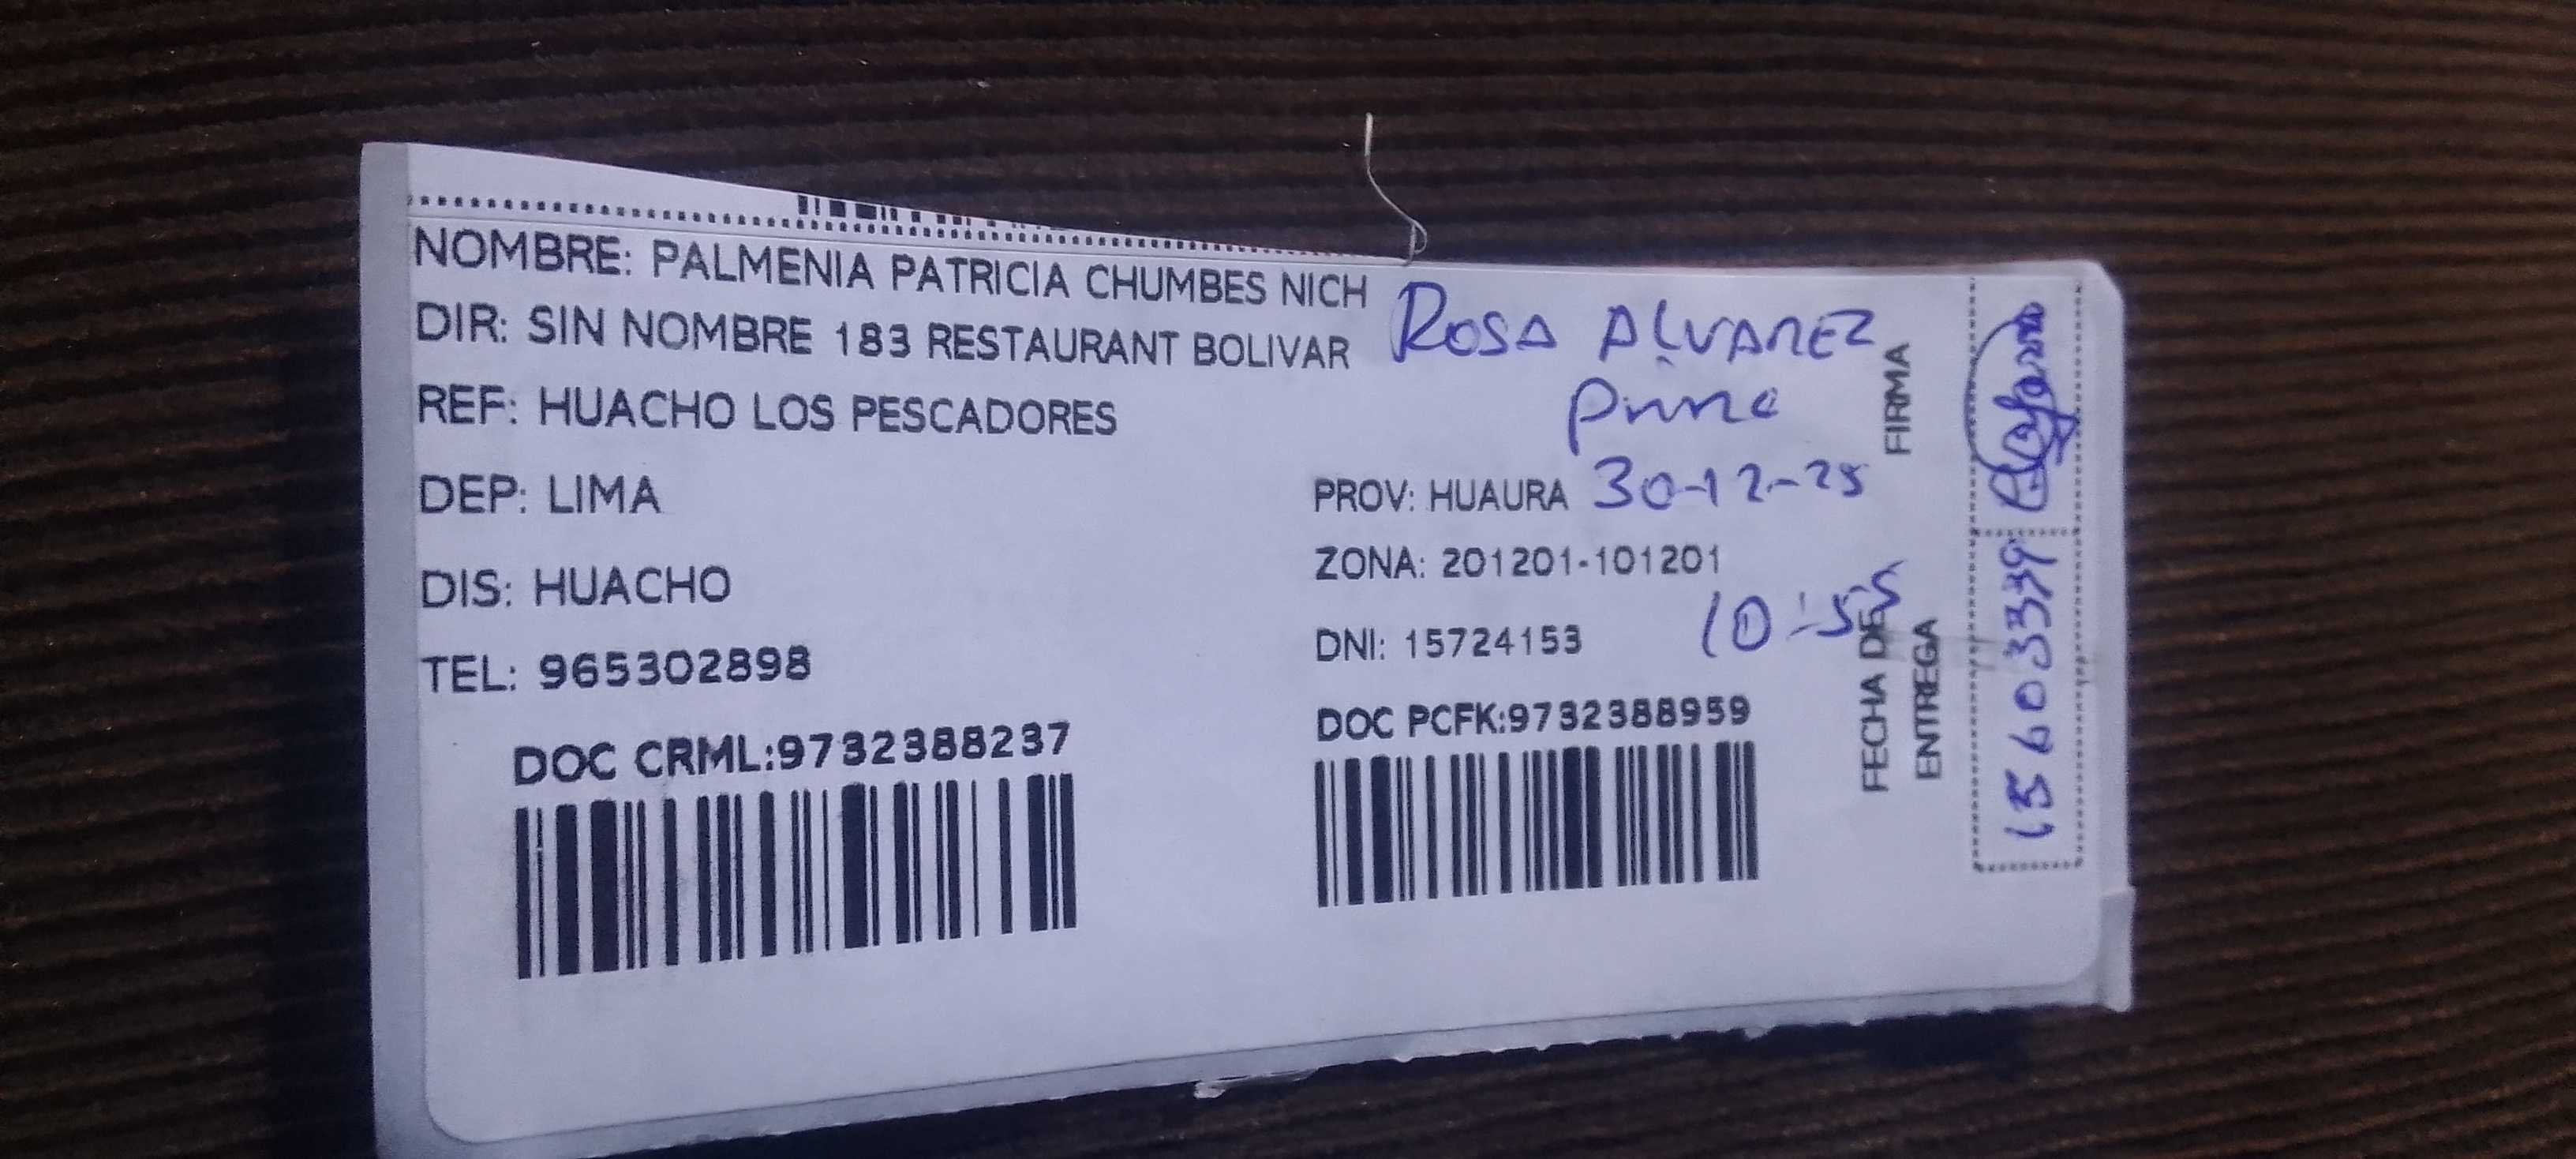 NOMBRE: PALMENIA PATRICIA CHUMBES NICH
DIR: SIN NOMBRE 183 RESTAURANT BOLIVAR
ROSA ALVAREZ
REF: HUACHO LOS PESCADORES
DEP: LIMA
PROV: HUAURA
30-12-25
DIS: HUACHO
ZONA: 201201-101201
TEL: 965302898
DNI: 15724153
10:55
DOC CRML:9732388237
DOC PCFK:9732388959
FIRMA
FECHA DE
ENTREGA
15603339